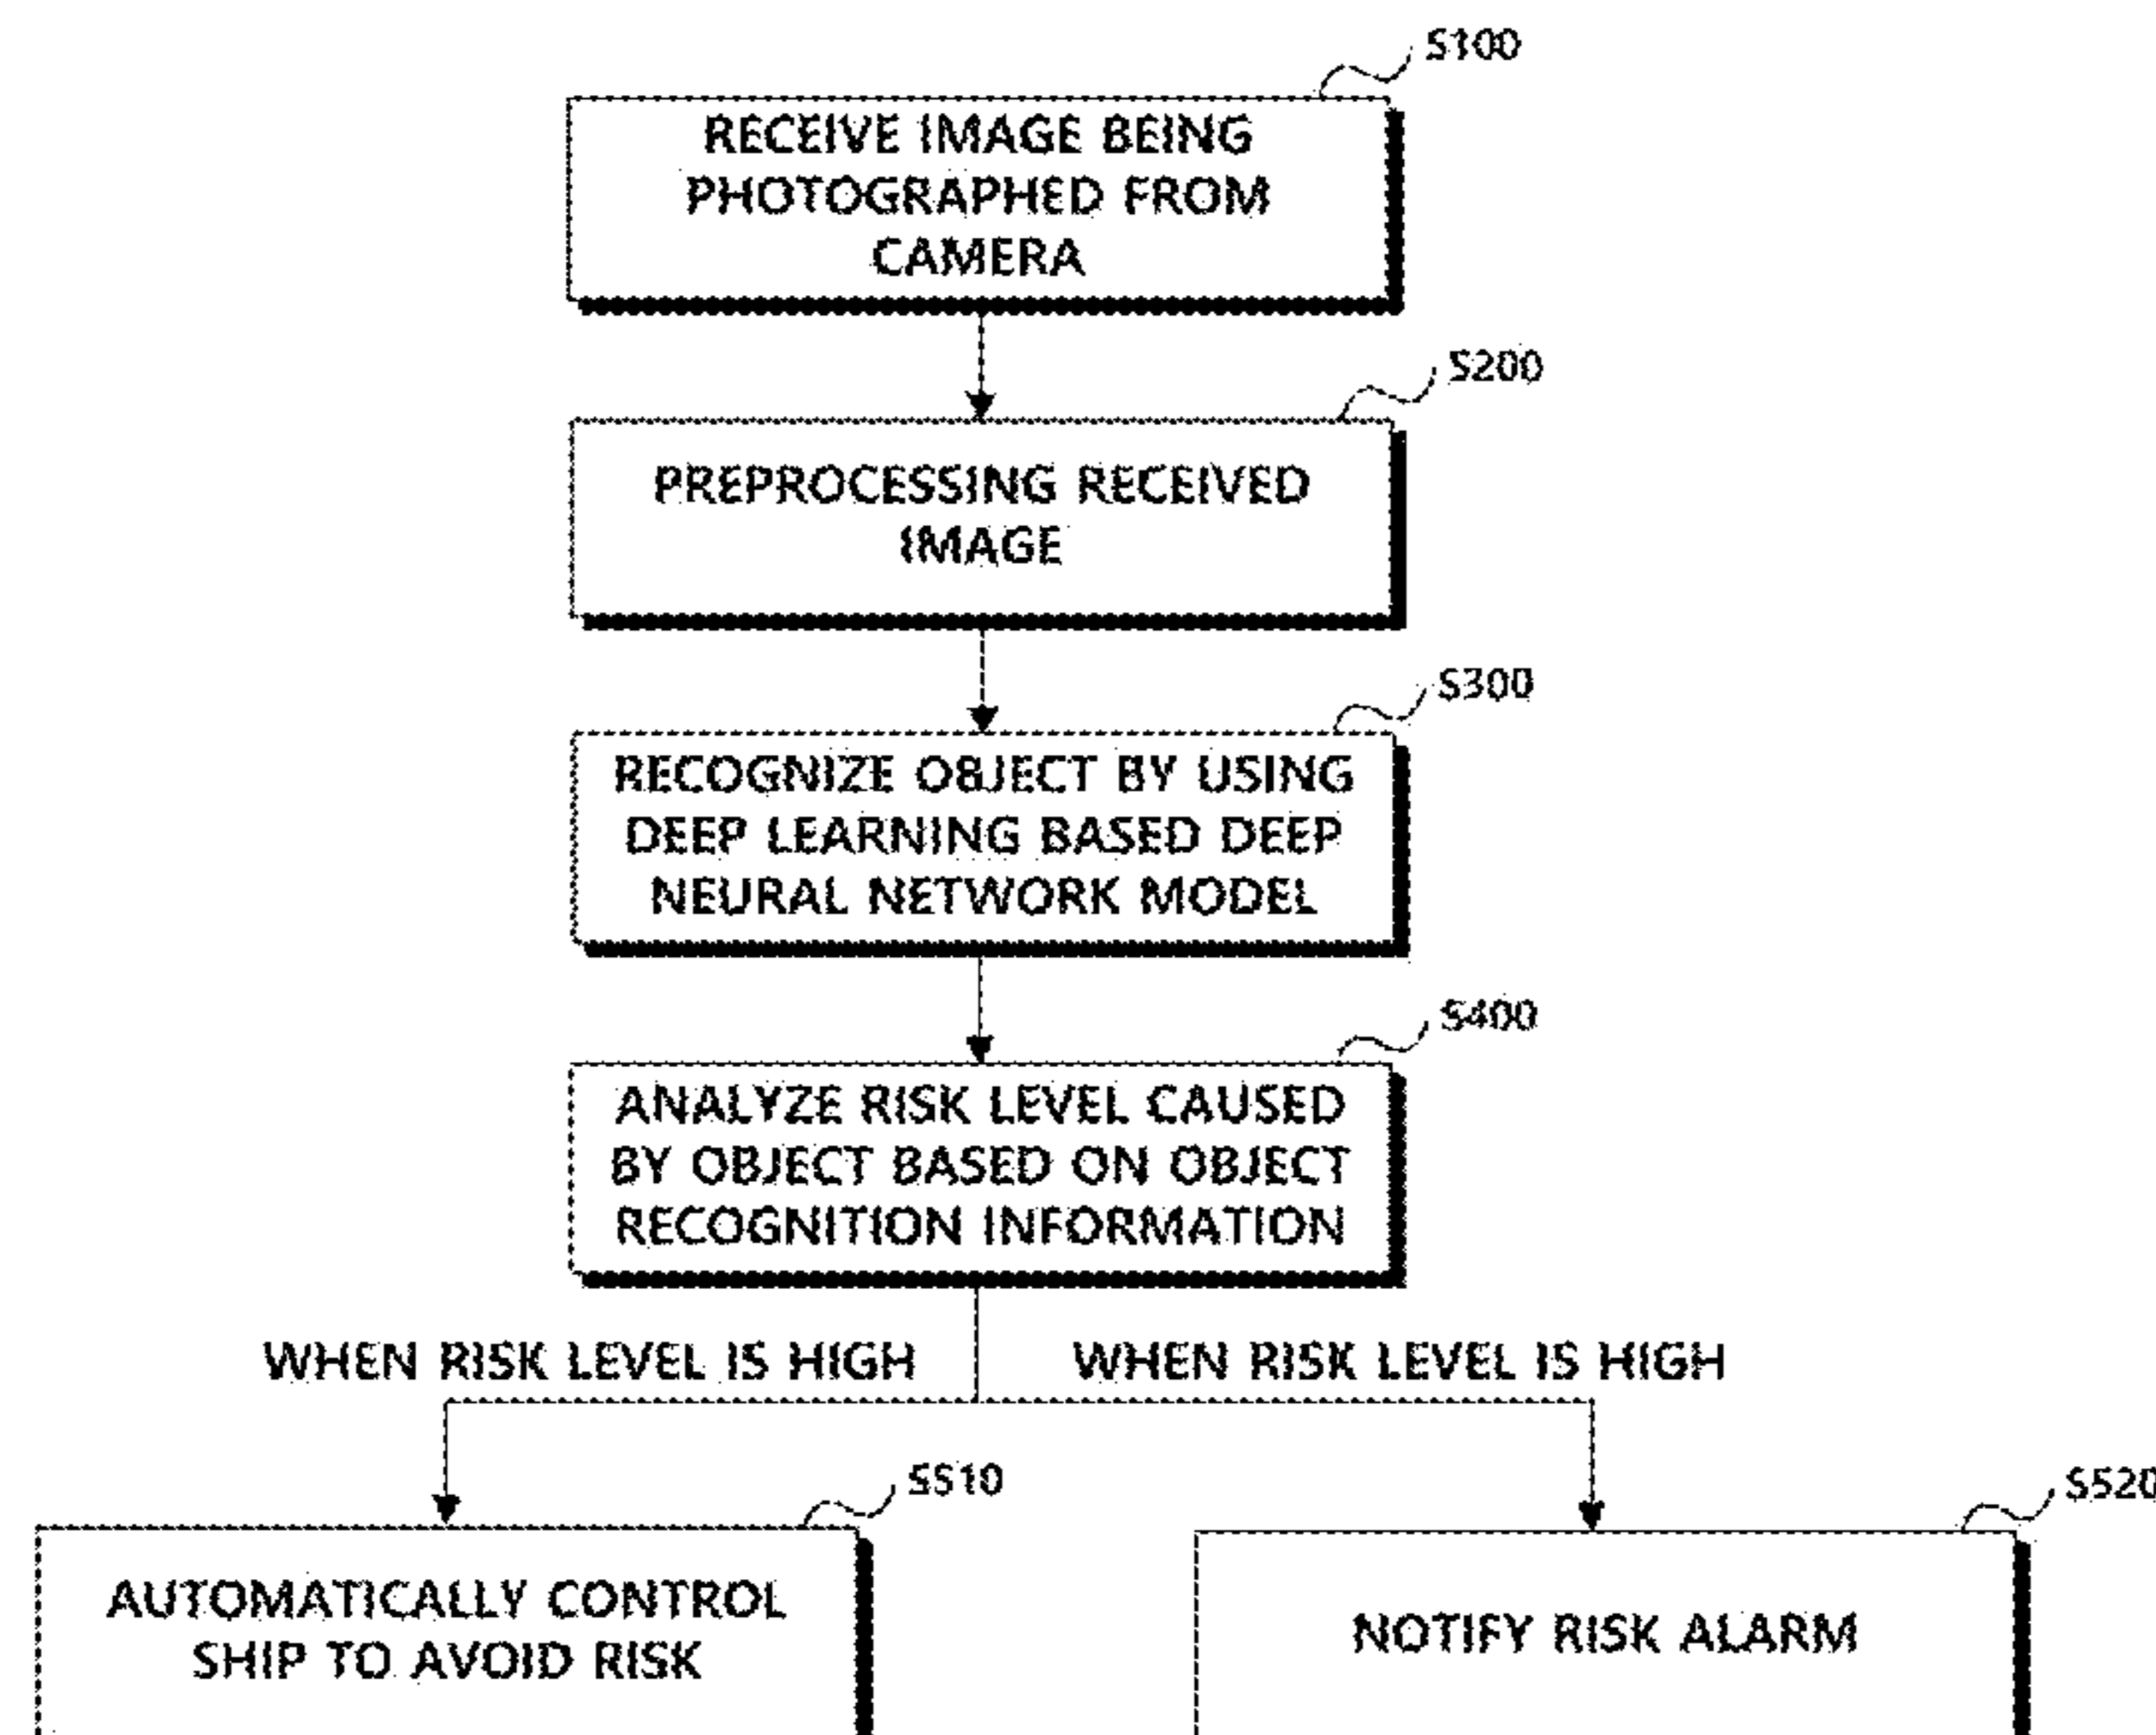 S100
RECEIVE IMAGE BEING
PHOTOGRAPHED FROM
CAMERA
S200
PREPROCESSING RECEIVED
IMAGE
S300
RECOGNIZE OBJECT BY USING
DEEP LEARNING BASED DEEP
NEURAL NETWORK MODEL
S400
ANALYZE RISK LEVEL CAUSED
BY OBJECT BASED ON OBJECT
RECOGNITION INFORMATION
WHEN RISK LEVEL IS HIGH
WHEN RISK LEVEL IS HIGH
S510
S520
AUTOMATICALLY CONTROL
SHIP TO AVOID RISK
NOTIFY RISK ALARM